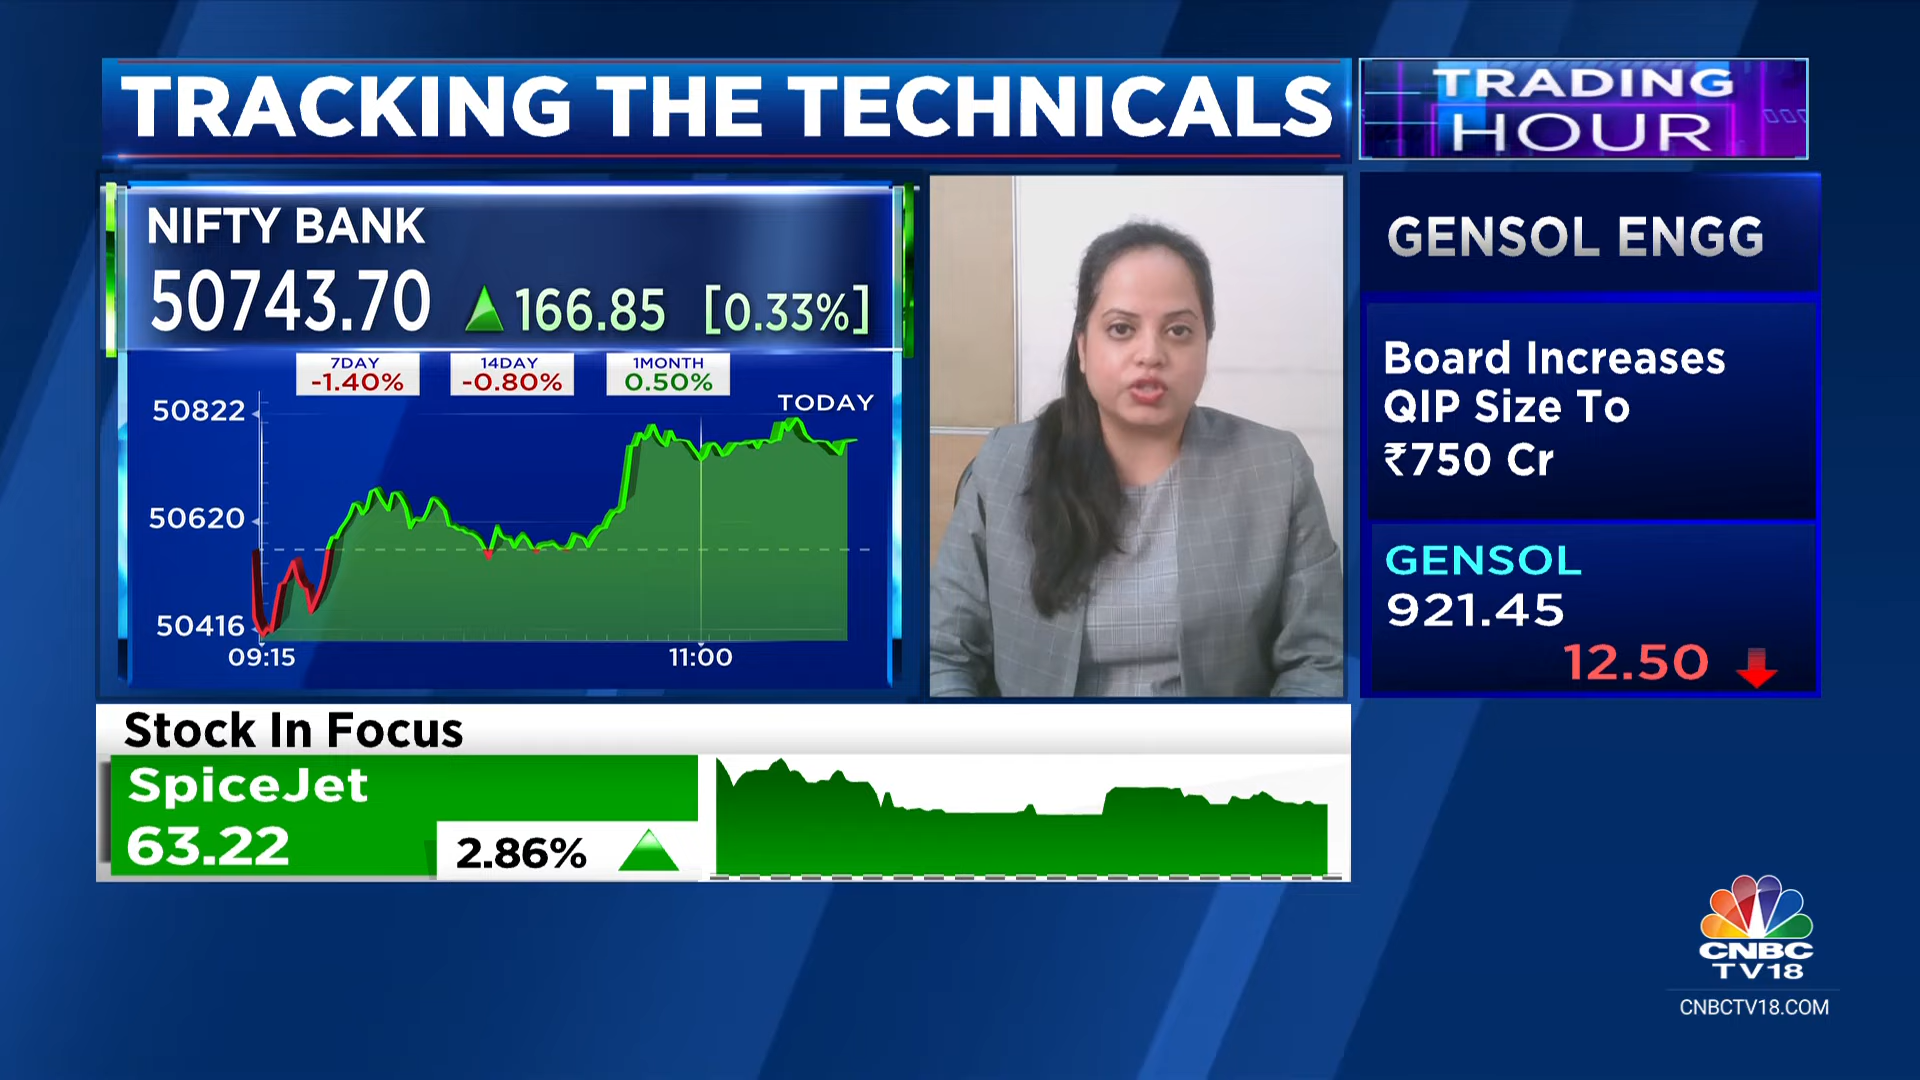 TRACKING THE TECHNICALS
TRADING
HOUR
NIFTY BANK
50743.70 166.85 [0.33%]
7DAY
-1.40%
14DAY
-0.80%
1MONTH
0.50%
TODAY
50822
50620
50416
09:15 11:00
GENSOL ENGG
Board Increases
QIP Size To
₹750 Cr
GENSOL
921.45
12.50
Stock In Focus
SpiceJet
63.22
2.86%
CNBC
TV18
CNBCTV18.COM